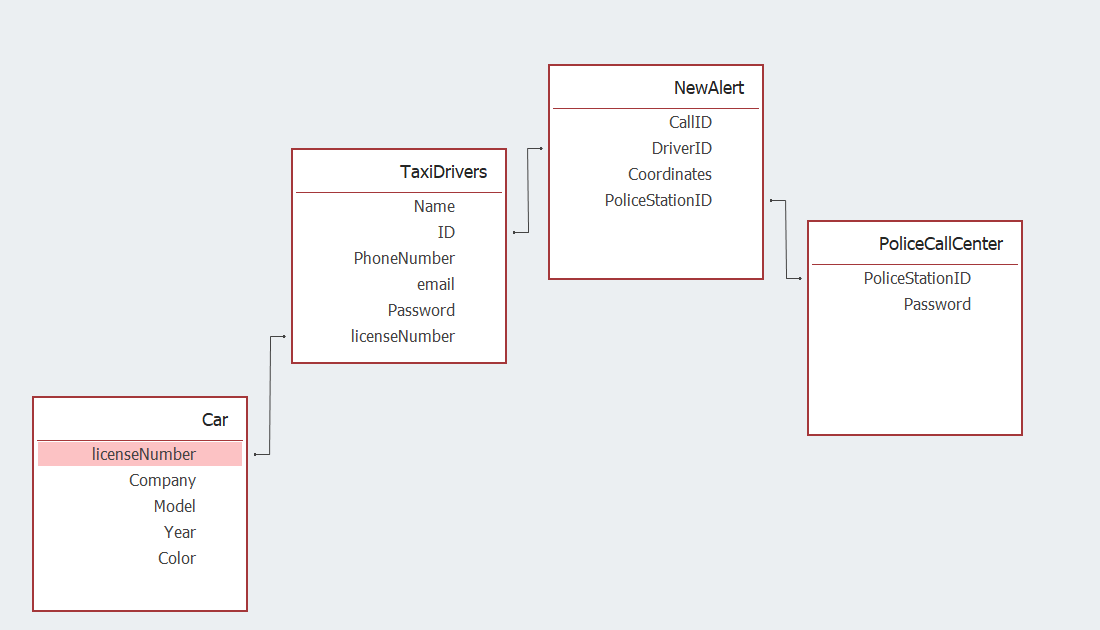 NewAlert
CallID
DriverID
Coordinates
PoliceStationID
TaxiDrivers
Name
ID
PhoneNumber
email
Password
licenseNumber
PoliceCallCenter
PoliceStationID
Password
Car
licenseNumber
Company
Model
Year
Color